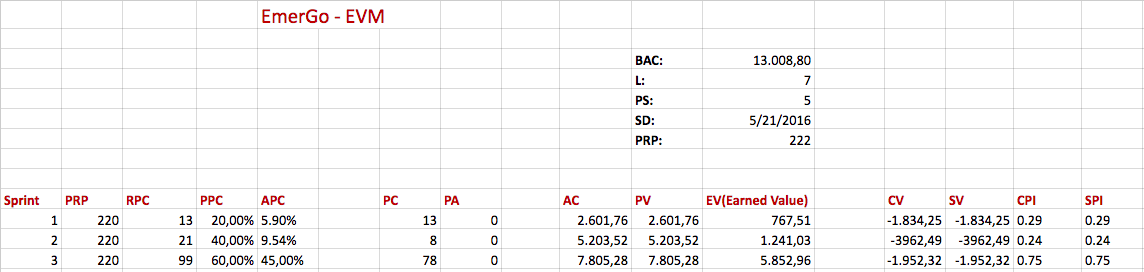 EmerGo - EVM
BAC: 13.008,80
L: 7
PS: 5
SD: 5/21/2016
PRP: 222
Sprint PRP RPC PPC APC PC PA AC PV EV(Earned Value) CV SV CPI SPI
1 220 13 20,00% 5.90% 13 0 2.601,76 2.601,76 767,51 -1.834,25 -1.834,25 0.29 0.29
2 220 21 40,00% 9.54% 8 0 5.203,52 5.203,52 1.241,03 -3962,49 -3962,49 0.24 0.24
3 220 99 60,00% 45,00% 78 0 7.805,28 7.805,28 5.852,96 -1.952,32 -1.952,32 0.75 0.75